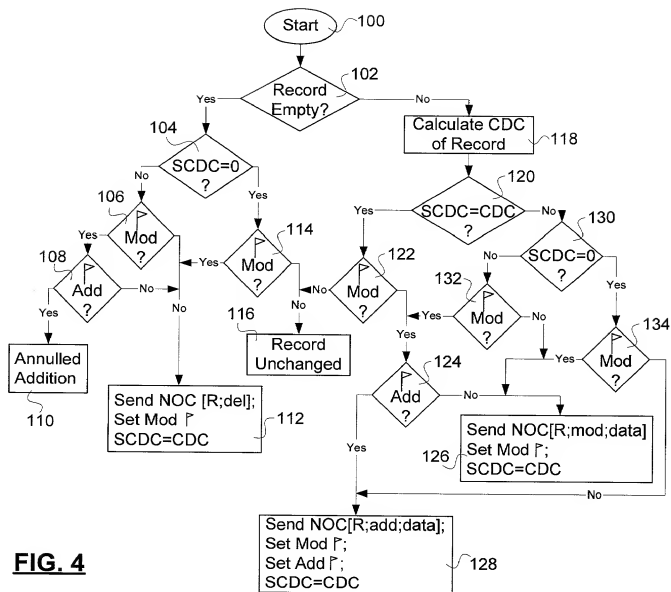 Start
100
Record
Empty?
102
Yes
No
104
SCDC=0
?
Calculate CDC
of Record
118
No
Yes
106
Mod
?
SCDC=CDC
?
120
Yes
No
130
Yes
108
Add
?
No
Yes
Mod
?
114
No
Mod
?
122
SCDC=0
?
No
Yes
132
Mod
?
Yes
No
Yes
No
No
116
Record
Unchanged
Yes
134
Mod
?
Yes
Annulled
Addition
110
124
Add
?
No
Send NOC [R;del];
Set Mod
SCDC=CDC
112
Yes
Send NOC[R;mod;data]
Set Mod ;
SCDC=CDC
126
No
Send NOC[R;add;data];
Set Mod ;
Set Add ;
SCDC=CDC
128
FIG. 4